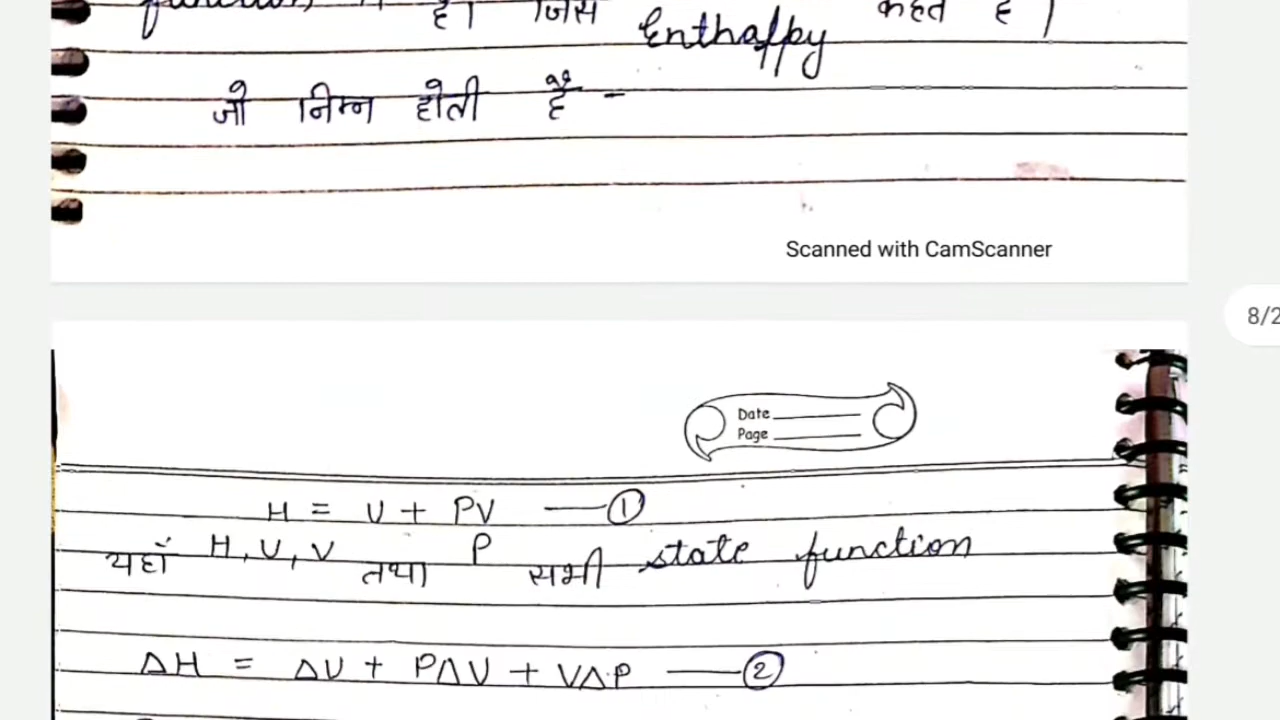 function है। जिसे Enthalpy कहते हैं।
जो निम्न होती है -
Scanned with CamScanner
8/2
Date
Page
H = U + PV —①
यहाँ H, U, V तथा P सभी state function
ΔH = ΔU + PΔV + VΔP —②